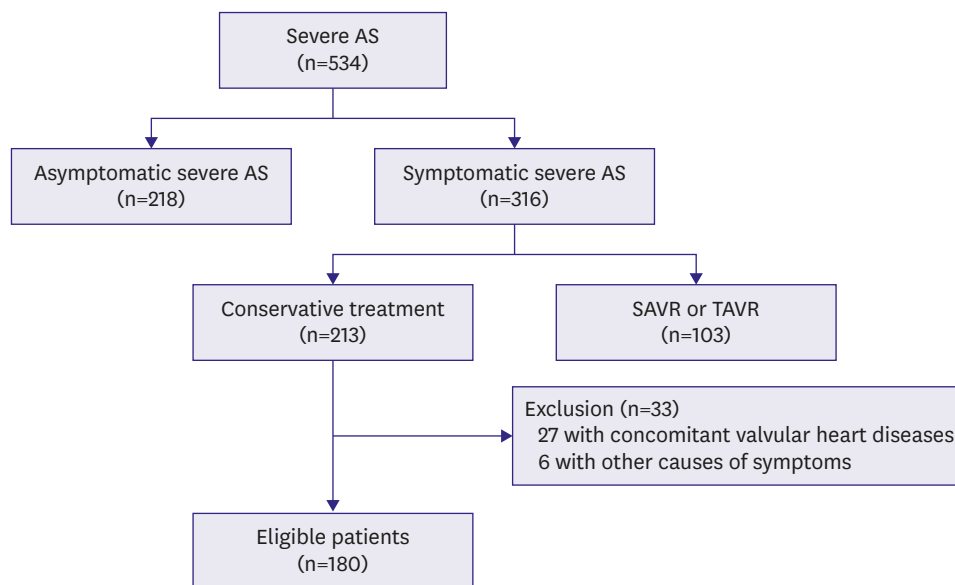 Severe AS
(n=534)
Asymptomatic severe AS
(n=218)
Symptomatic severe AS
(n=316)
Conservative treatment
(n=213)
SAVR or TAVR
(n=103)
Exclusion (n=33)
27 with concomitant valvular heart diseases
6 with other causes of symptoms
Eligible patients
(n=180)